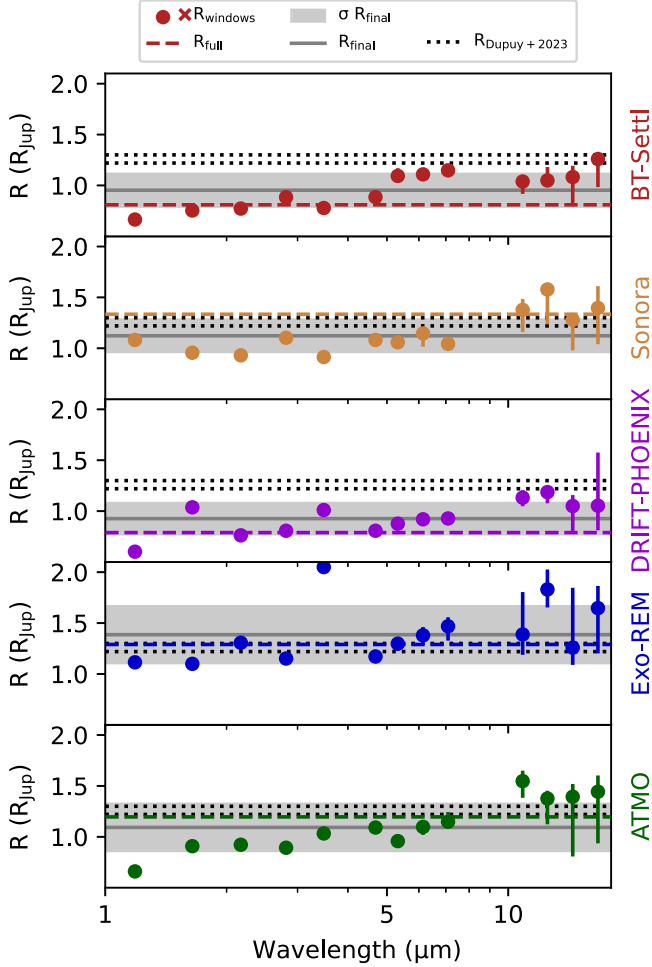 R_windows σ R_final
R_full R_final R_Dupuy+2023
2.0
1.5
1.0
R (R_Jup)
BT-Settl
2.0
1.5
1.0
R (R_Jup)
Sonora
2.0
1.5
1.0
R (R_Jup)
DRIFT-PHOENIX
2.0
1.5
1.0
R (R_Jup)
Exo-REM
2.0
1.5
1.0
R (R_Jup)
ATMO
1 5 10
Wavelength (μm)